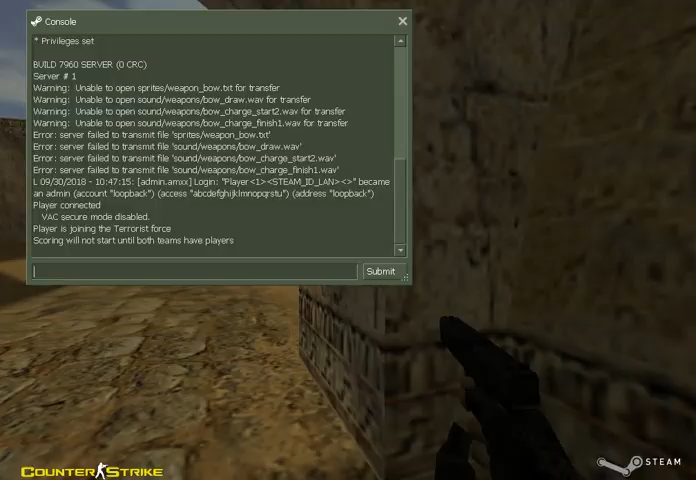 Console
* Privileges set
BUILD 7960 SERVER (0 CRC)
Server # 1
Warning:  Unable to open sprites/weapon_bow.txt for transfer
Warning:  Unable to open sound/weapons/bow_draw.wav for transfer
Warning:  Unable to open sound/weapons/bow_charge_start2.wav for transfer
Warning:  Unable to open sound/weapons/bow_charge_finish1.wav for transfer
Error: server failed to transmit file 'sprites/weapon_bow.txt'
Error: server failed to transmit file 'sound/weapons/bow_draw.wav'
Error: server failed to transmit file 'sound/weapons/bow_charge_start2.wav'
Error: server failed to transmit file 'sound/weapons/bow_charge_finish1.wav'
L 09/30/2018 - 10:47:15: [admin.amxx] Login: "Player<1><STEAM_ID_LAN><>" became
an admin (account "loopback") (access "abcdefghijklmnopqrstu") (address "loopback")
Player connected
VAC secure mode disabled.
Player is joining the Terrorist force
Scoring will not start until both teams have players
Submit
COUNTER STRIKE
STEAM